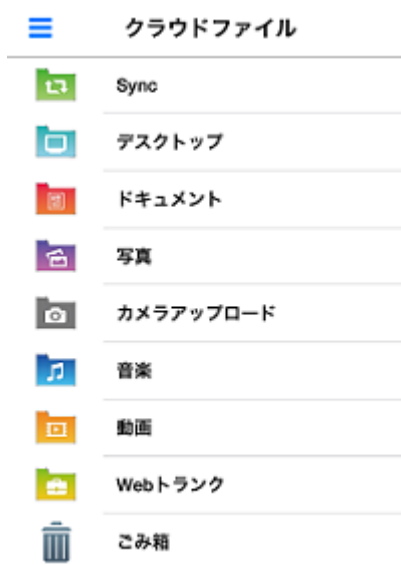 クラウドファイル
Sync
デスクトップ
ドキュメント
写真
カメラアップロード
音楽
動画
Webトランク
ごみ箱